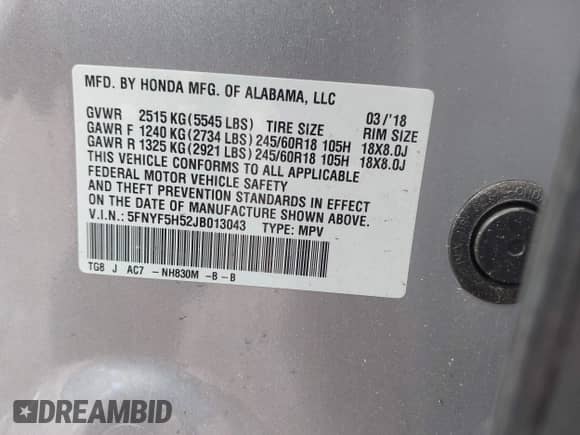 MFD. BY HONDA MFG. OF ALABAMA, LLC
GVWR 2515 KG(5545 LBS) TIRE SIZE 03/'18 RIM SIZE
GAWR F 1240 KG(2734 LBS) 245/60R18 105H 18X8.0J
GAWR R 1325 KG(2921 LBS) 245/60R18 105H 18X8.0J
THIS VEHICLE CONFORMS TO ALL APPLICABLE
FEDERAL MOTOR VEHICLE SAFETY
AND THEFT PREVENTION STANDARDS IN EFFECT
ON THE DATE OF MANUFACTURE SHOWN ABOVE.
V.I.N.: 5FNYF5H52JB013043 TYPE: MPV
TG8 J AC7 -NH830M -B-B
DREAMBID